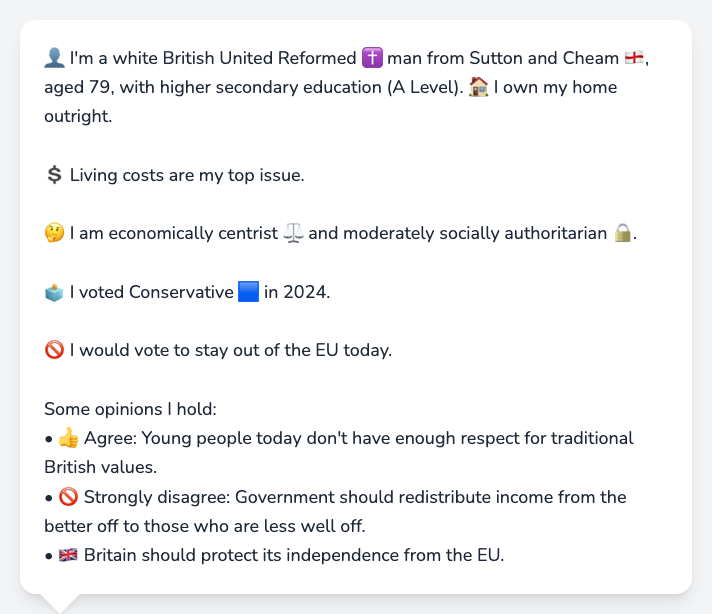 👤 I'm a white British United Reformed ✝️ man from Sutton and Cheam 🏴󠁧󠁢󠁥󠁮󠁧󠁿,
aged 79, with higher secondary education (A Level). 🏠 I own my home
outright.
💲 Living costs are my top issue.
🤔 I am economically centrist ⚖️ and moderately socially authoritarian 🔒.
🗳️ I voted Conservative 🟦 in 2024.
🚫 I would vote to stay out of the EU today.
Some opinions I hold:
• 👍 Agree: Young people today don't have enough respect for traditional
British values.
• 🚫 Strongly disagree: Government should redistribute income from the
better off to those who are less well off.
• 🇬🇧 Britain should protect its independence from the EU.